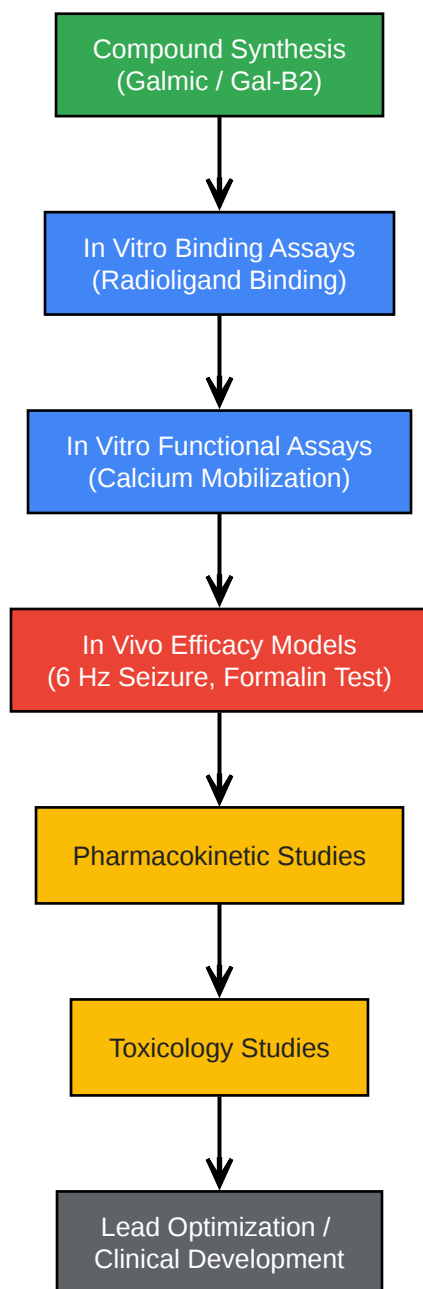 Compound Synthesis
(Galmic / Gal-B2)
In Vitro Binding Assays
(Radioligand Binding)
In Vitro Functional Assays
(Calcium Mobilization)
In Vivo Efficacy Models
(6 Hz Seizure, Formalin Test)
Pharmacokinetic Studies
Toxicology Studies
Lead Optimization /
Clinical Development